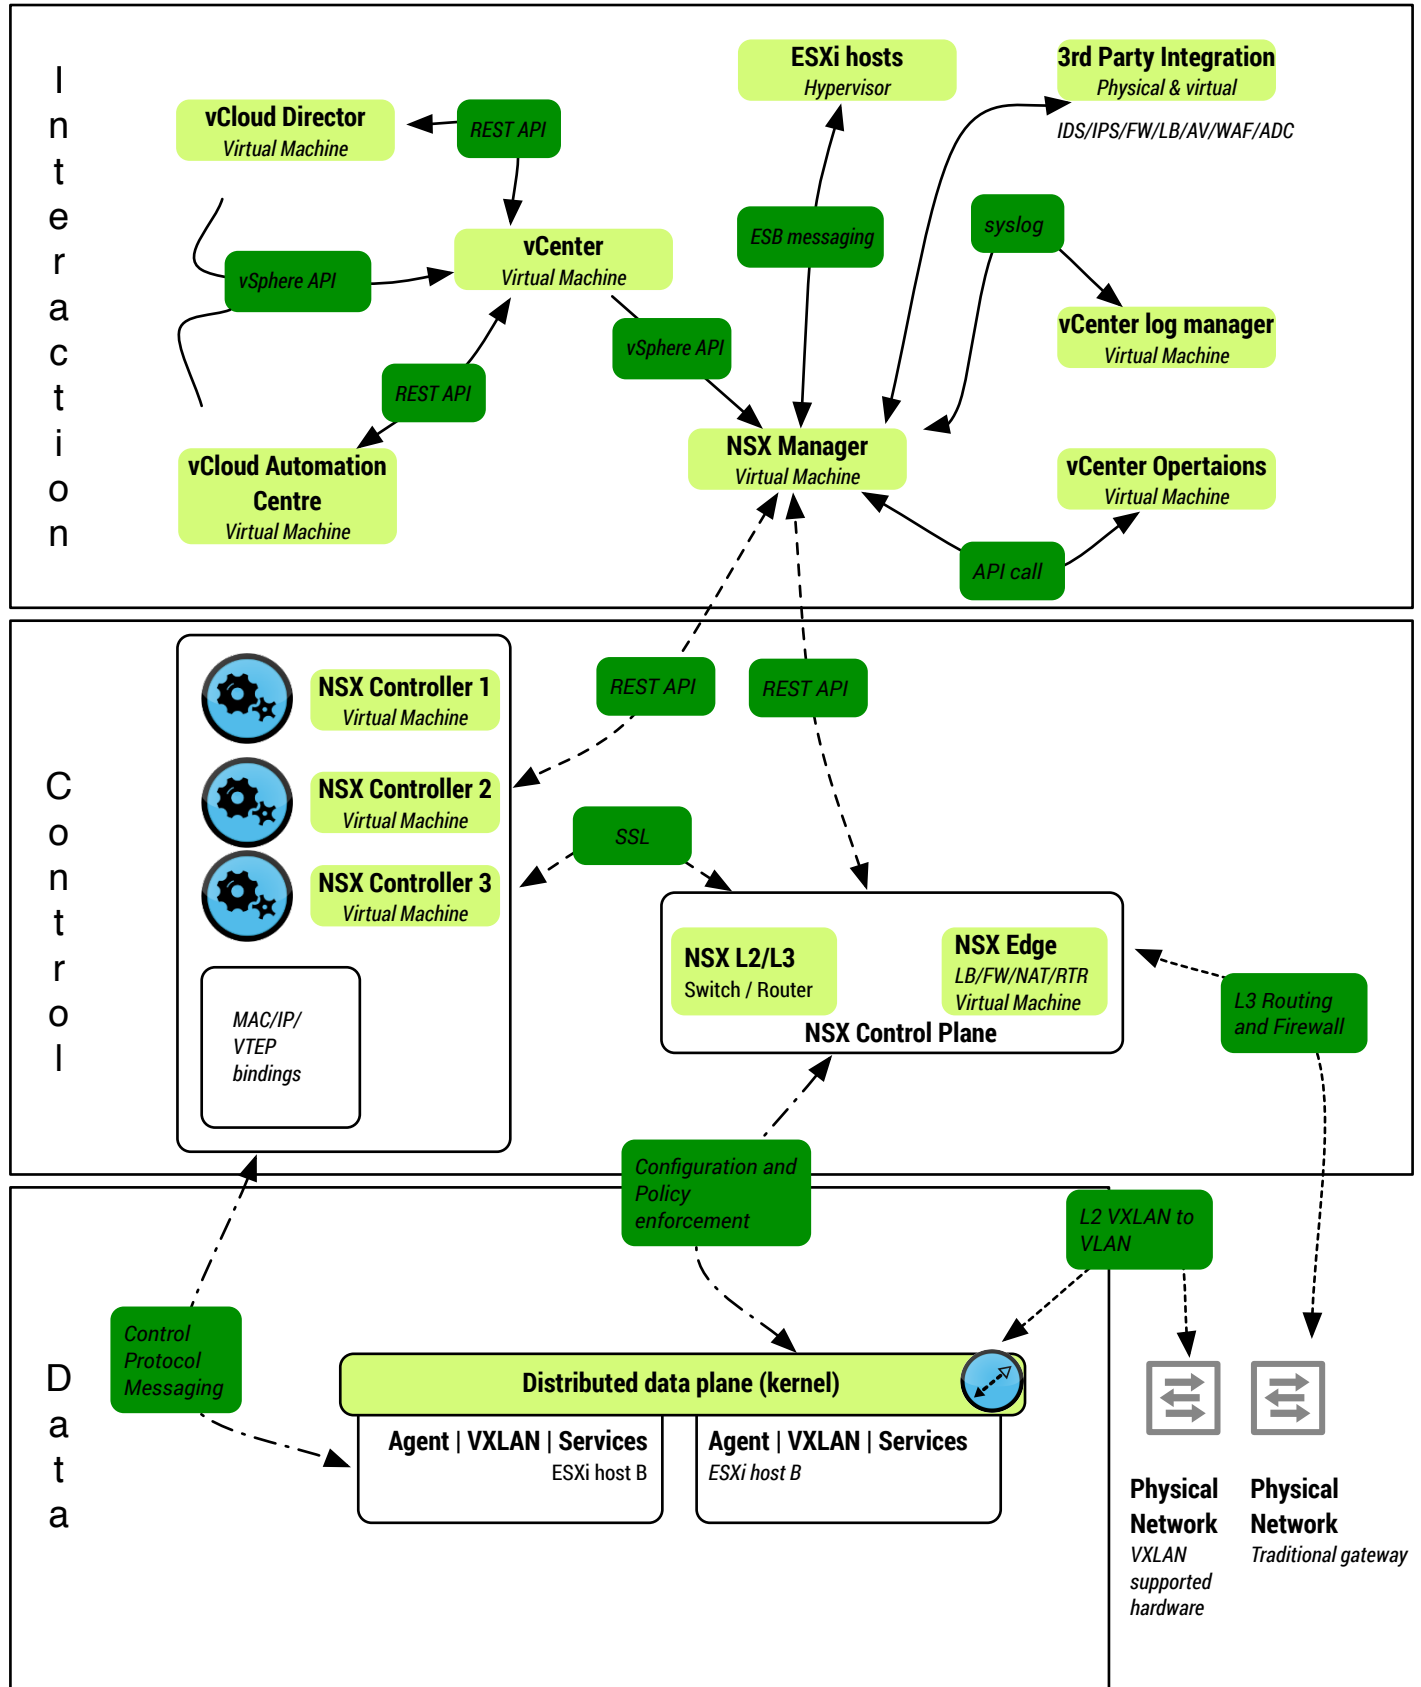 Interaction
vCloud Director
Virtual Machine
REST API
ESXi hosts
Hypervisor
3rd Party Integration
Physical & virtual
IDS/IPS/FW/LB/AV/WAF/ADC
vSphere API
vCenter
Virtual Machine
ESB messaging
syslog
vSphere API
vCenter log manager
Virtual Machine
REST API
vCloud Automation
Centre
Virtual Machine
NSX Manager
Virtual Machine
vCenter Opertaions
Virtual Machine
API call
Control
NSX Controller 1
Virtual Machine
REST API
REST API
NSX Controller 2
Virtual Machine
SSL
NSX Controller 3
Virtual Machine
NSX L2/L3
Switch / Router
NSX Edge
LB/FW/NAT/RTR
Virtual Machine
NSX Control Plane
L3 Routing
and Firewall
MAC/IP/
VTEP
bindings
Configuration and
Policy
enforcement
L2 VXLAN to
VLAN
Data
Control
Protocol
Messaging
Distributed data plane (kernel)
Agent | VXLAN | Services
ESXi host B
Agent | VXLAN | Services
ESXi host B
Physical
Network
VXLAN
supported
hardware
Physical
Network
Traditional gateway